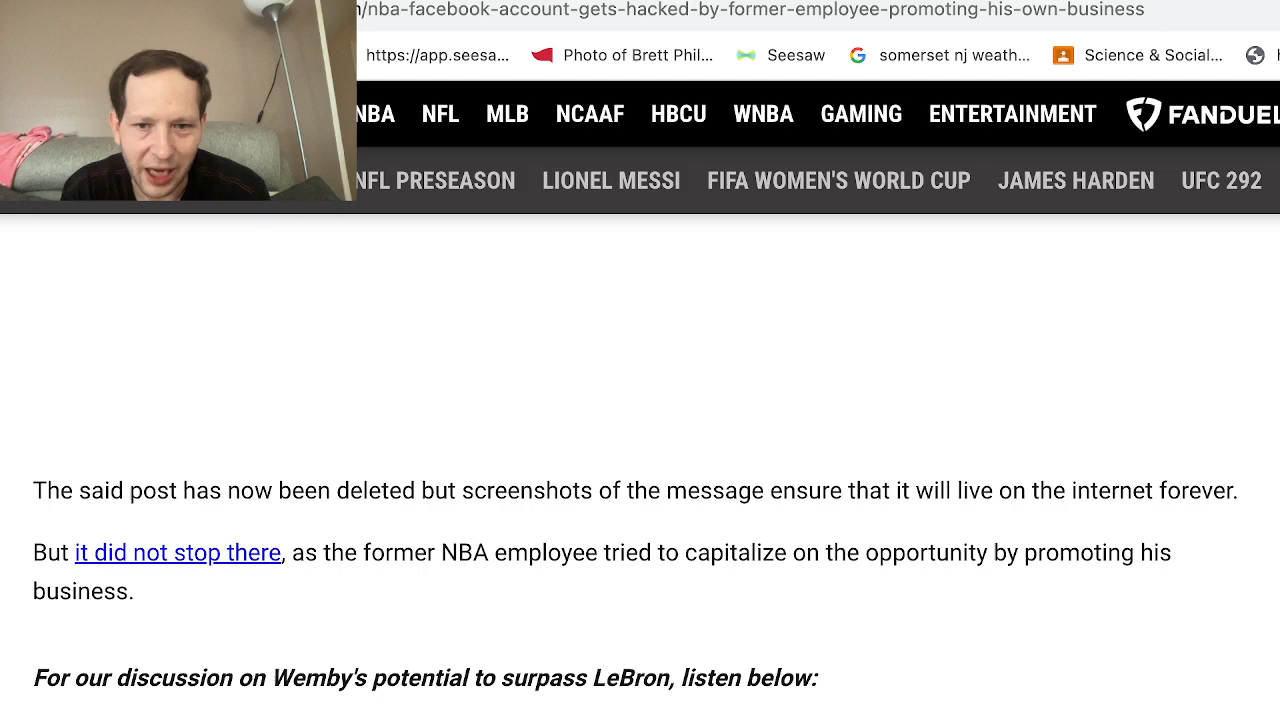 /nba-facebook-account-gets-hacked-by-former-employee-promoting-his-own-business
https://app.seesa... Photo of Brett Phil... Seesaw somerset nj weath... Science & Social...
NBA NFL MLB NCAAF HBCU WNBA GAMING ENTERTAINMENT FANDUEL
NFL PRESEASON LIONEL MESSI FIFA WOMEN'S WORLD CUP JAMES HARDEN UFC 292
The said post has now been deleted but screenshots of the message ensure that it will live on the internet forever.
But it did not stop there, as the former NBA employee tried to capitalize on the opportunity by promoting his
business.
For our discussion on Wemby's potential to surpass LeBron, listen below: